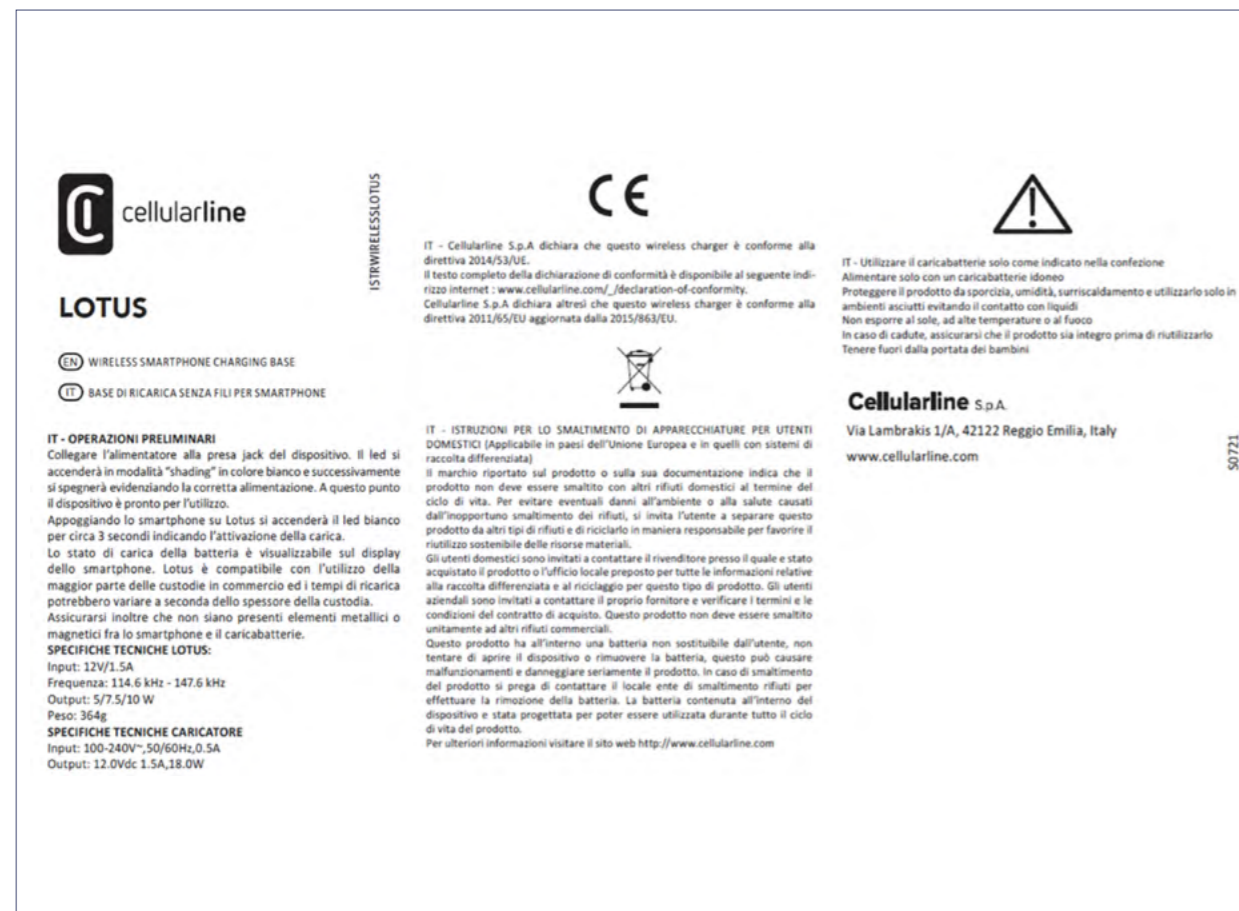 cellularline
ISTRWIRELESSLOTUS
LOTUS
EN WIRELESS SMARTPHONE CHARGING BASE
IT BASE DI RICARICA SENZA FILI PER SMARTPHONE
IT - OPERAZIONI PRELIMINARI
Collegare l'alimentatore alla presa jack del dispositivo. Il led si
accenderà in modalità "shading" in colore bianco e successivamente
si spegnerà evidenziando la corretta alimentazione. A questo punto
il dispositivo è pronto per l'utilizzo.
Appoggiando lo smartphone su Lotus si accenderà il led bianco
per circa 3 secondi indicando l'attivazione della carica.
Lo stato di carica della batteria è visualizzabile sul display
dello smartphone. Lotus è compatibile con l'utilizzo della
maggior parte delle custodie in commercio ed i tempi di ricarica
potrebbero variare a seconda dello spessore della custodia.
Assicurarsi inoltre che non siano presenti elementi metallici o
magnetici fra lo smartphone e il caricabatterie.
SPECIFICHE TECNICHE LOTUS:
Input: 12V/1.5A
Frequenza: 114.6 kHz - 147.6 kHz
Output: 5/7.5/10 W
Peso: 364g
SPECIFICHE TECNICHE CARICATORE
Input: 100-240V~,50/60Hz,0.5A
Output: 12.0Vdc 1.5A,18.0W
CE
IT - Cellularline S.p.A dichiara che questo wireless charger è conforme alla
direttiva 2014/53/UE.
Il testo completo della dichiarazione di conformità è disponibile al seguente indi-
rizzo internet : www.cellularline.com/_/declaration-of-conformity.
Cellularline S.p.A dichiara altresì che questo wireless charger è conforme alla
direttiva 2011/65/EU aggiornata dalla 2015/863/EU.
IT - ISTRUZIONI PER LO SMALTIMENTO DI APPARECCHIATURE PER UTENTI
DOMESTICI (Applicabile in paesi dell'Unione Europea e in quelli con sistemi di
raccolta differenziata)
Il marchio riportato sul prodotto o sulla sua documentazione indica che il
prodotto non deve essere smaltito con altri rifiuti domestici al termine del
ciclo di vita. Per evitare eventuali danni all'ambiente o alla salute causati
dall'inopportuno smaltimento dei rifiuti, si invita l'utente a separare questo
prodotto da altri tipi di rifiuti e di riciclarlo in maniera responsabile per favorire il
riutilizzo sostenibile delle risorse materiali.
Gli utenti domestici sono invitati a contattare il rivenditore presso il quale e stato
acquistato il prodotto o l'ufficio locale preposto per tutte le informazioni relative
alla raccolta differenziata e al riciclaggio per questo tipo di prodotto. Gli utenti
aziendali sono invitati a contattare il proprio fornitore e verificare i termini e le
condizioni del contratto di acquisto. Questo prodotto non deve essere smaltito
unitamente ad altri rifiuti commerciali.
Questo prodotto ha all'interno una batteria non sostituibile dall'utente, non
tentare di aprire il dispositivo o rimuovere la batteria, questo può causare
malfunzionamenti e danneggiare seriamente il prodotto. In caso di smaltimento
del prodotto si prega di contattare il locale ente di smaltimento rifiuti per
effettuare la rimozione della batteria. La batteria contenuta all'interno del
dispositivo e stata progettata per poter essere utilizzata durante tutto il ciclo
di vita del prodotto.
Per ulteriori informazioni visitare il sito web http://www.cellularline.com
IT - Utilizzare il caricabatterie solo come indicato nella confezione
Alimentare solo con un caricabatterie idoneo
Proteggere il prodotto da sporcizia, umidità, surriscaldamento e utilizzarlo solo in
ambienti asciutti evitando il contatto con liquidi
Non esporre al sole, ad alte temperature o al fuoco
In caso di cadute, assicurarsi che il prodotto sia integro prima di riutilizzarlo
Tenere fuori dalla portata dei bambini
Cellularline S.p.A.
Via Lambrakis 1/A, 42122 Reggio Emilia, Italy
www.cellularline.com
S0721